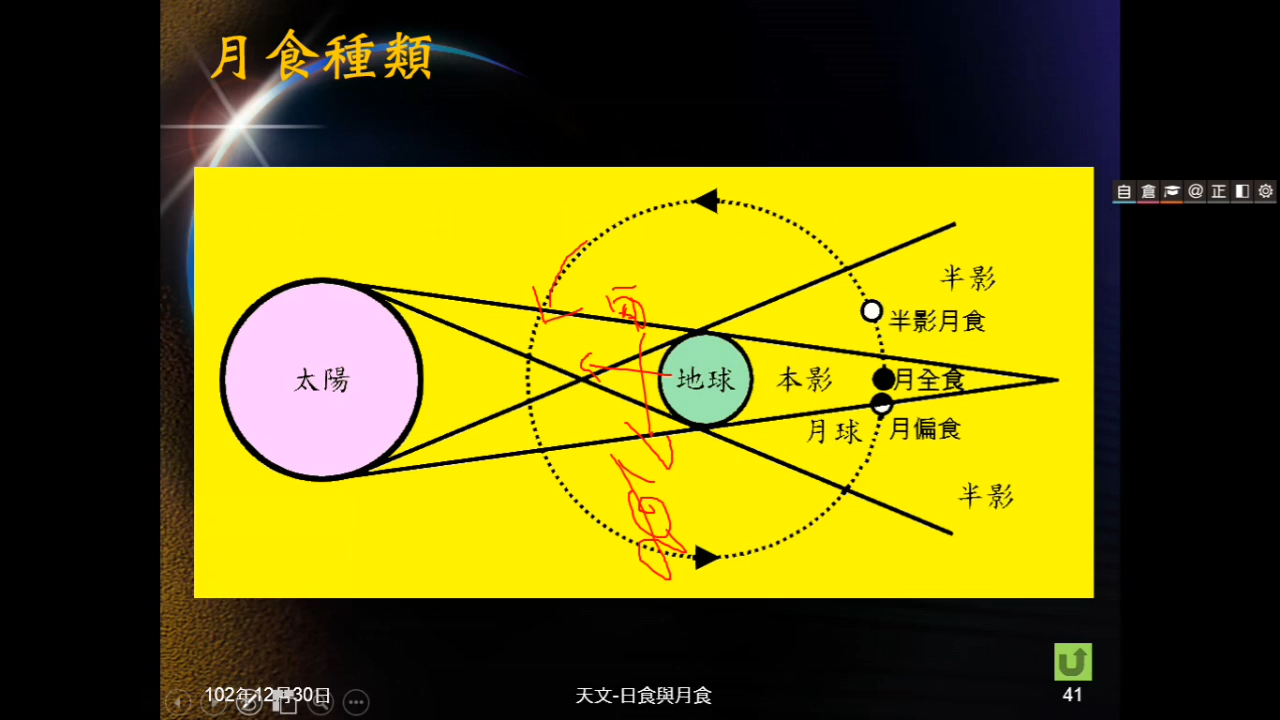 月食種類
自倉@正
半影
半影月食
太陽
地球
本影
月全食
月球
月偏食
半影
102年12月30日
天文-日食與月食
41